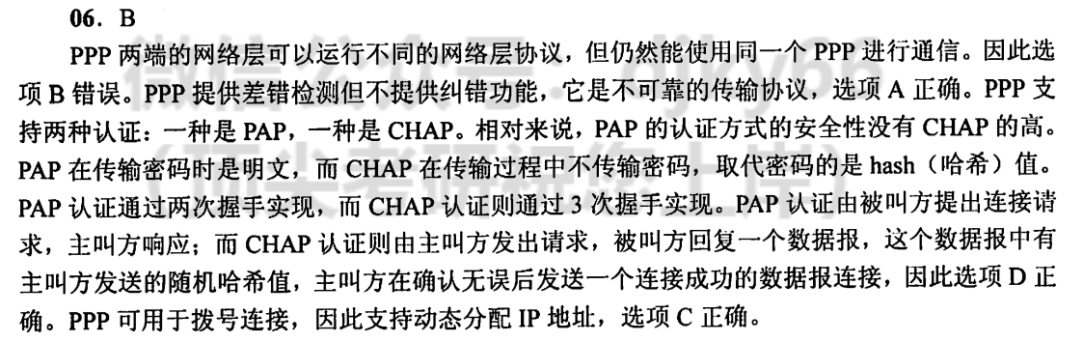 06. B
PPP 两端的网络层可以运行不同的网络层协议，但仍然能使用同一个 PPP 进行通信。因此选
项 B 错误。PPP 提供差错检测但不提供纠错功能，它是不可靠的传输协议，选项 A 正确。PPP 支
持两种认证：一种是 PAP，一种是 CHAP。相对来说，PAP 的认证方式的安全性没有 CHAP 的高。
PAP 在传输密码时是明文，而 CHAP 在传输过程中不传输密码，取代密码的是 hash（哈希）值。
PAP 认证通过两次握手实现，而 CHAP 认证则通过 3 次握手实现。PAP 认证由被叫方提出连接请
求，主叫方响应；而 CHAP 认证则由主叫方发出请求，被叫方回复一个数据报，这个数据报中有
主叫方发送的随机哈希值，主叫方在确认无误后发送一个连接成功的数据报连接，因此选项 D 正
确。PPP 可用于拨号连接，因此支持动态分配 IP 地址，选项 C 正确。